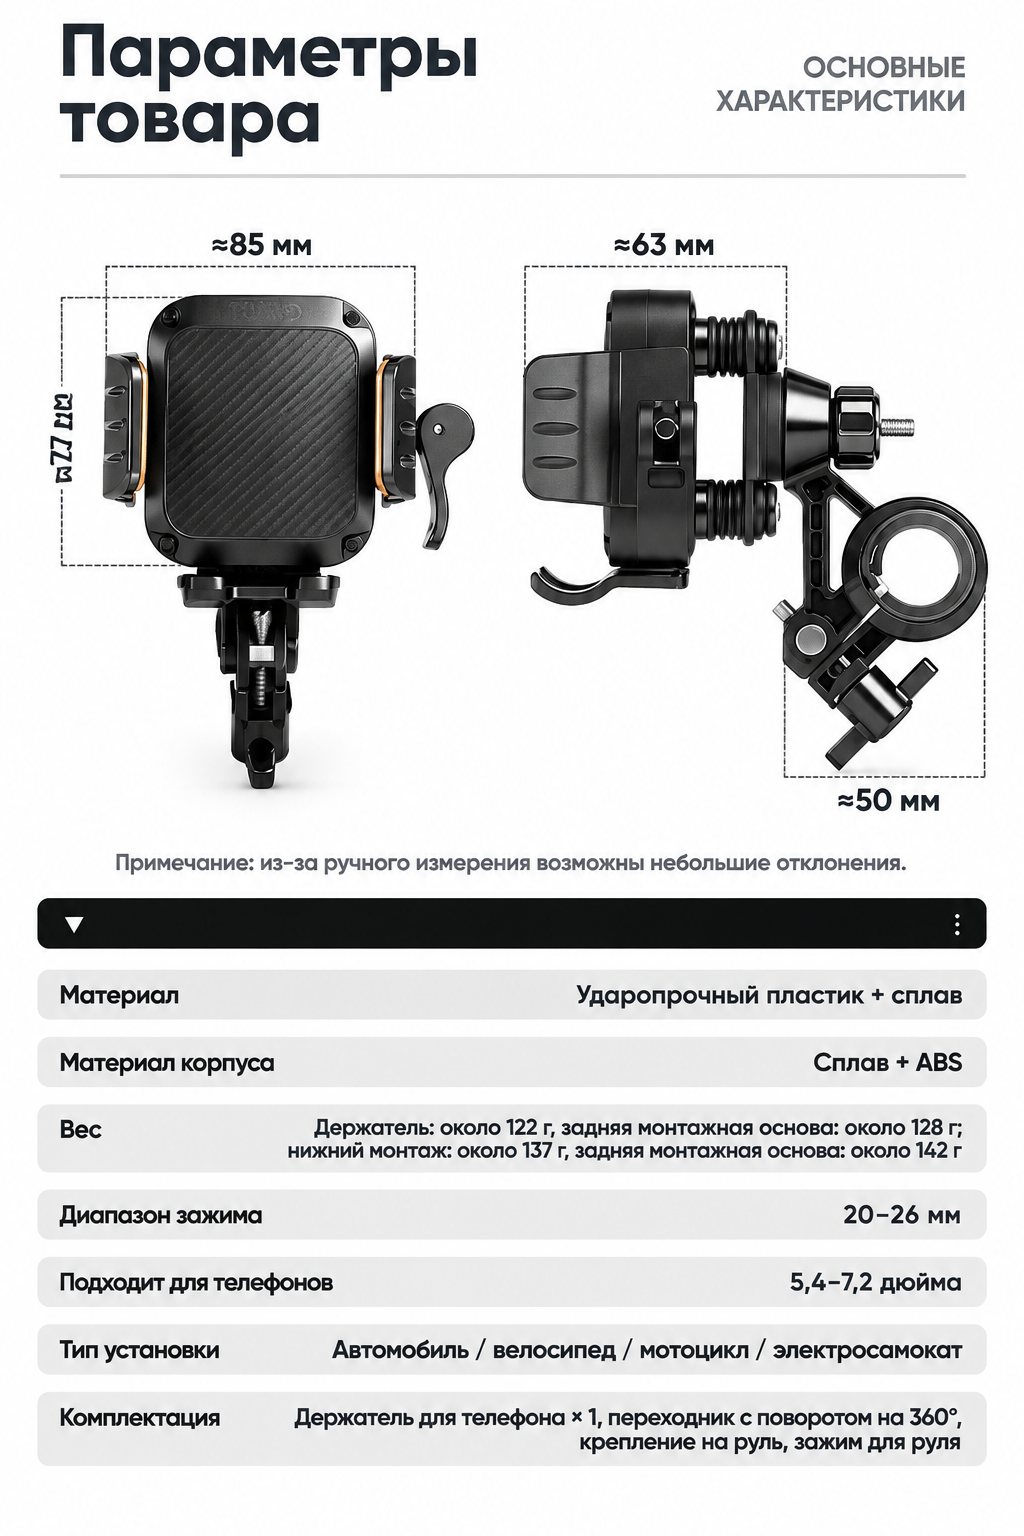 Параметры
товара
ОСНОВНЫЕ
ХАРАКТЕРИСТИКИ
≈85 мм
≈63 мм
≈50 мм
Примечание: из-за ручного измерения возможны небольшие отклонения.
Материал
Ударопрочный пластик + сплав
Материал корпуса
Сплав + ABS
Вес
Держатель: около 122 г, задняя монтажная основа: около 128 г;
нижний монтаж: около 137 г, задняя монтажная основа: около 142 г
Диапазон зажима
20–26 мм
Подходит для телефонов
5,4–7,2 дюйма
Тип установки
Автомобиль / велосипед / мотоцикл / электросамокат
Комплектация
Держатель для телефона × 1, переходник с поворотом на 360°,
крепление на руль, зажим для руля